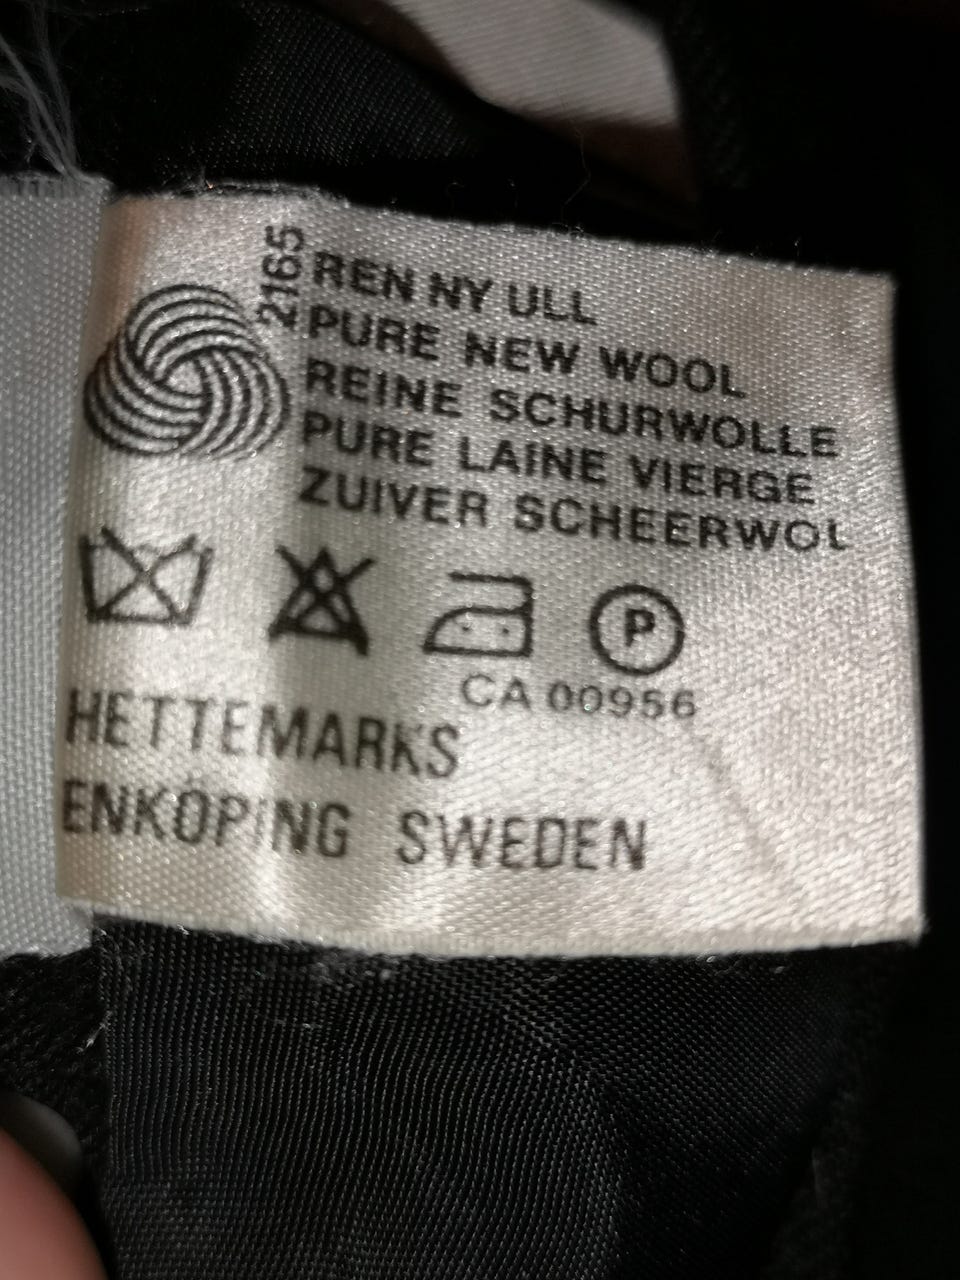 2165
REN NY ULL
PURE NEW WOOL
REINE SCHURWOLLE
PURE LAINE VIERGE
ZUIVER SCHEERWOL
P
CA 00956
HETTEMARKS
ENKÖPING SWEDEN